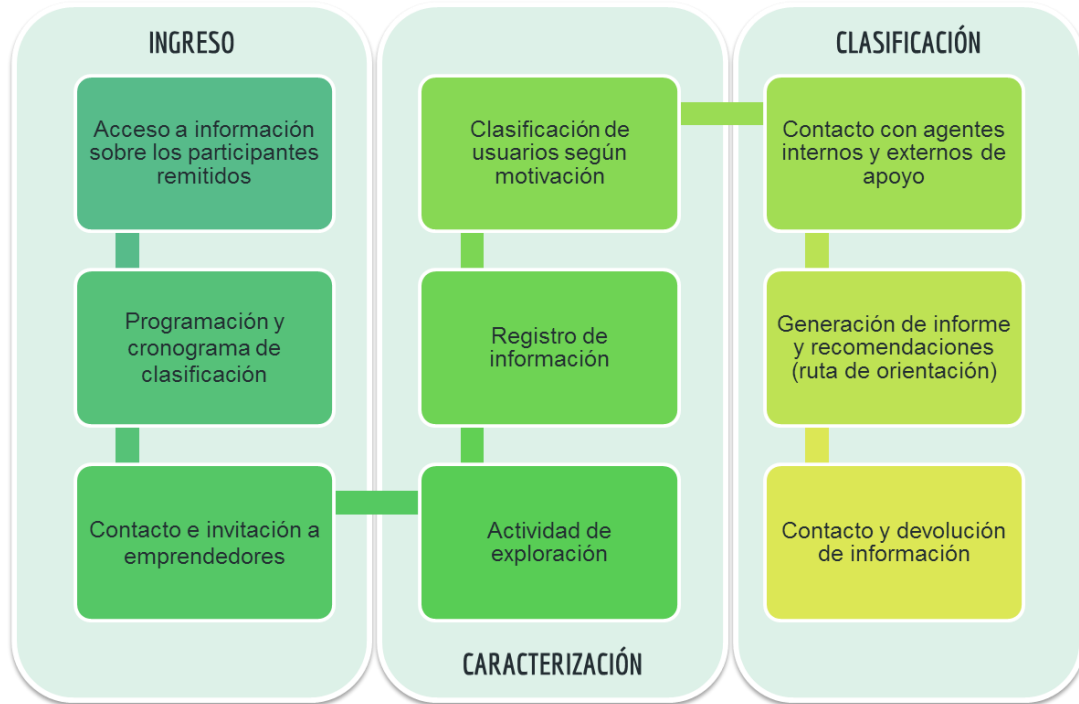 INGRESO
Acceso a información
sobre los participantes
remitidos
Programación y
cronograma de
clasificación
Contacto e invitación a
emprendedores
Clasificación de
usuarios según
motivación
Registro de
información
Actividad de
exploración
CARACTERIZACIÓN
CLASIFICACIÓN
Contacto con agentes
internos y externos de
apoyo
Generación de informe
y recomendaciones
(ruta de orientación)
Contacto y devolución
de información